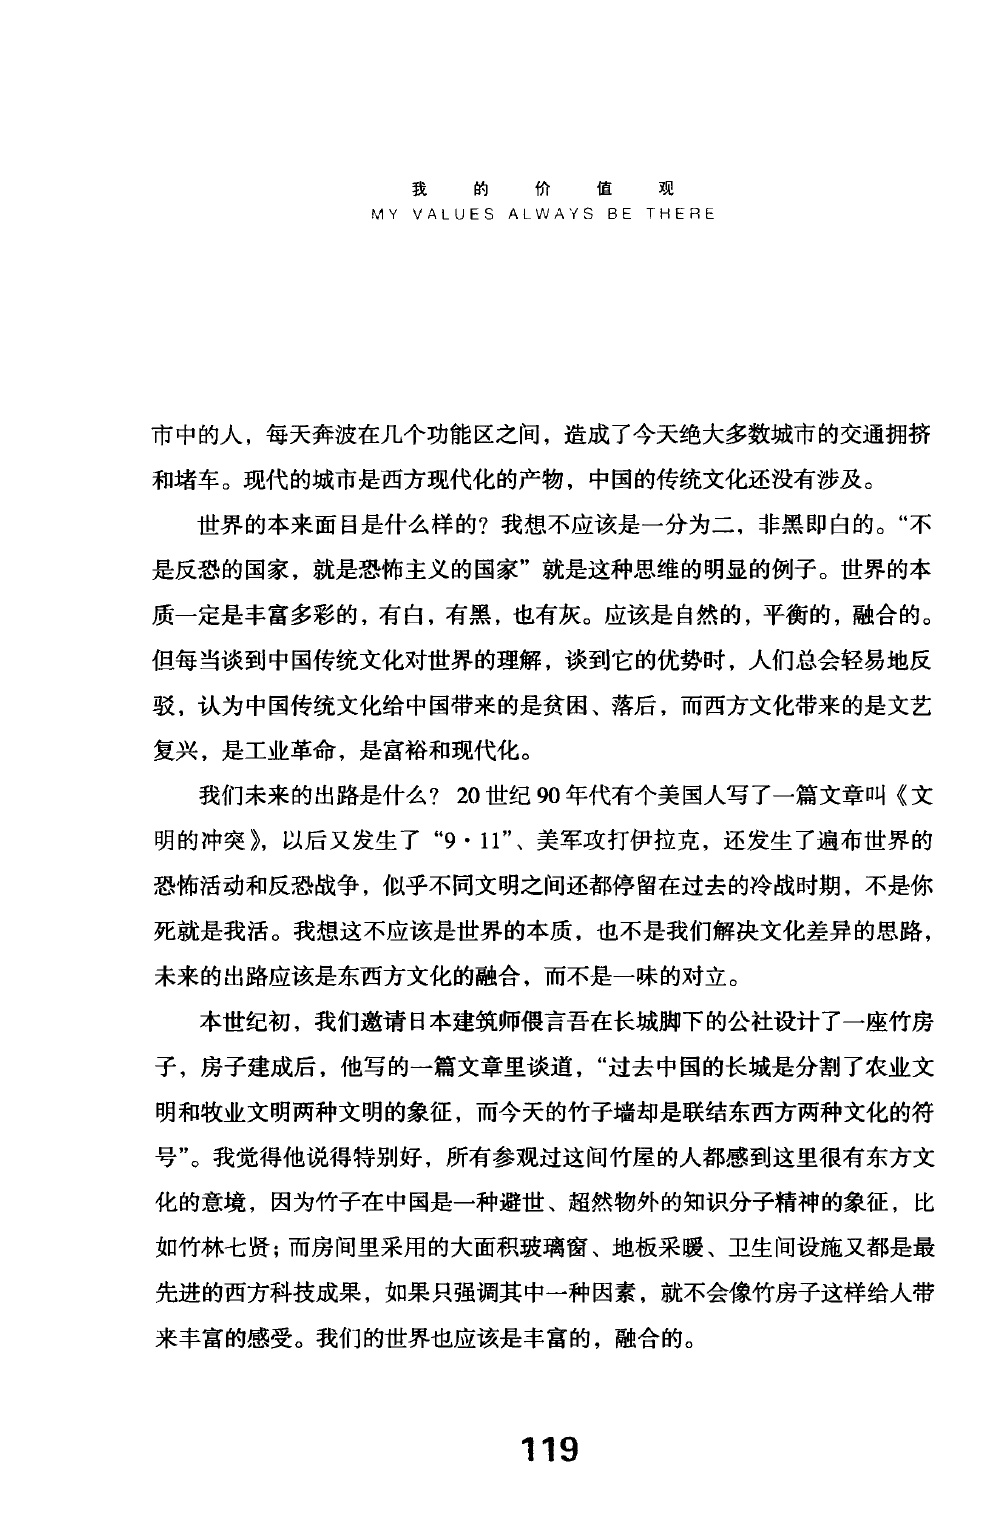 我的价值观
MY VALUES ALWAYS BE THERE
市中的人，每天奔波在几个功能区之间，造成了今天绝大多数城市的交通拥挤
和堵车。现代的城市是西方现代化的产物，中国的传统文化还没有涉及。
世界的本来面目是什么样的？我想不应该是一分为二，非黑即白的。“不
是反恐的国家，就是恐怖主义的国家”就是这种思维的明显的例子。世界的本
质一定是丰富多彩的，有白，有黑，也有灰。应该是自然的，平衡的，融合的。
但每当谈到中国传统文化对世界的理解，谈到它的优势时，人们总会轻易地反
驳，认为中国传统文化给中国带来的是贫困、落后，而西方文化带来的是文艺
复兴，是工业革命，是富裕和现代化。
我们未来的出路是什么？20世纪90年代有个美国人写了一篇文章叫《文
明的冲突》，以后又发生了“9·11”、美军攻打伊拉克，还发生了遍布世界的
恐怖活动和反恐战争，似乎不同文明之间还都停留在过去的冷战时期，不是你
死就是我活。我想这不应该是世界的本质，也不是我们解决文化差异的思路，
未来的出路应该是东西方文化的融合，而不是一味的对立。
本世纪初，我们邀请日本建筑师偎言吾在长城脚下的公社设计了一座竹房
子，房子建成后，他写的一篇文章里谈道，“过去中国的长城是分割了农业文
明和牧业文明两种文明的象征，而今天的竹子墙却是联结东西方两种文化的符
号”。我觉得他说得特别好，所有参观过这间竹屋的人都感到这里很有东方文
化的意境，因为竹子在中国是一种避世、超然物外的知识分子精神的象征，比
如竹林七贤；而房间里采用的大面积玻璃窗、地板采暖、卫生间设施又都是最
先进的西方科技成果，如果只强调其中一种因素，就不会像竹房子这样给人带
来丰富的感受。我们的世界也应该是丰富的，融合的。
119